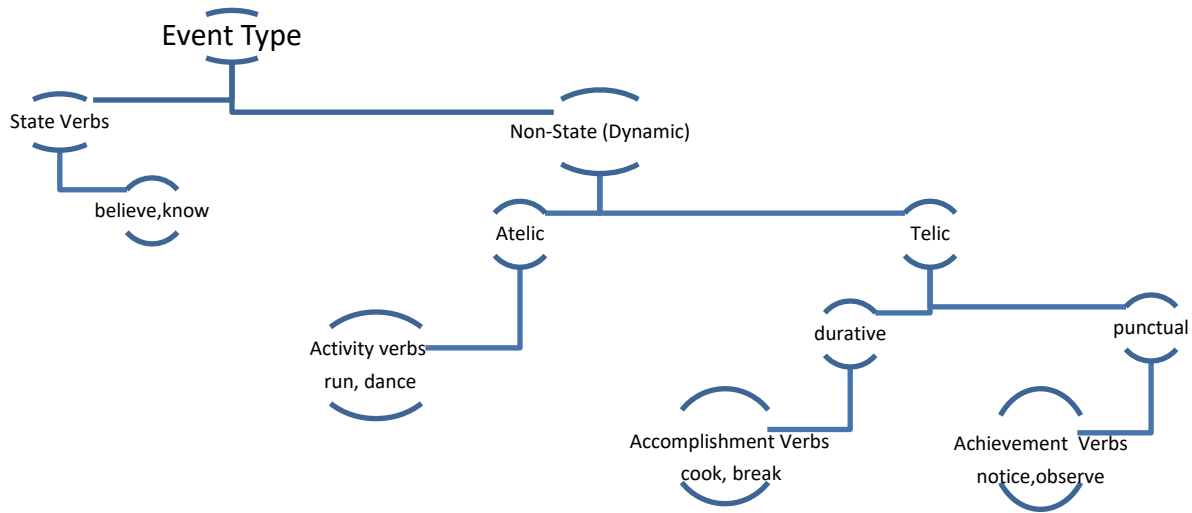 Event Type
State Verbs
Non-State (Dynamic)
believe,know
Atelic
Telic
durative
punctual
Activity verbs
run, dance
Accomplishment Verbs
cook, break
Achievement Verbs
notice,observe